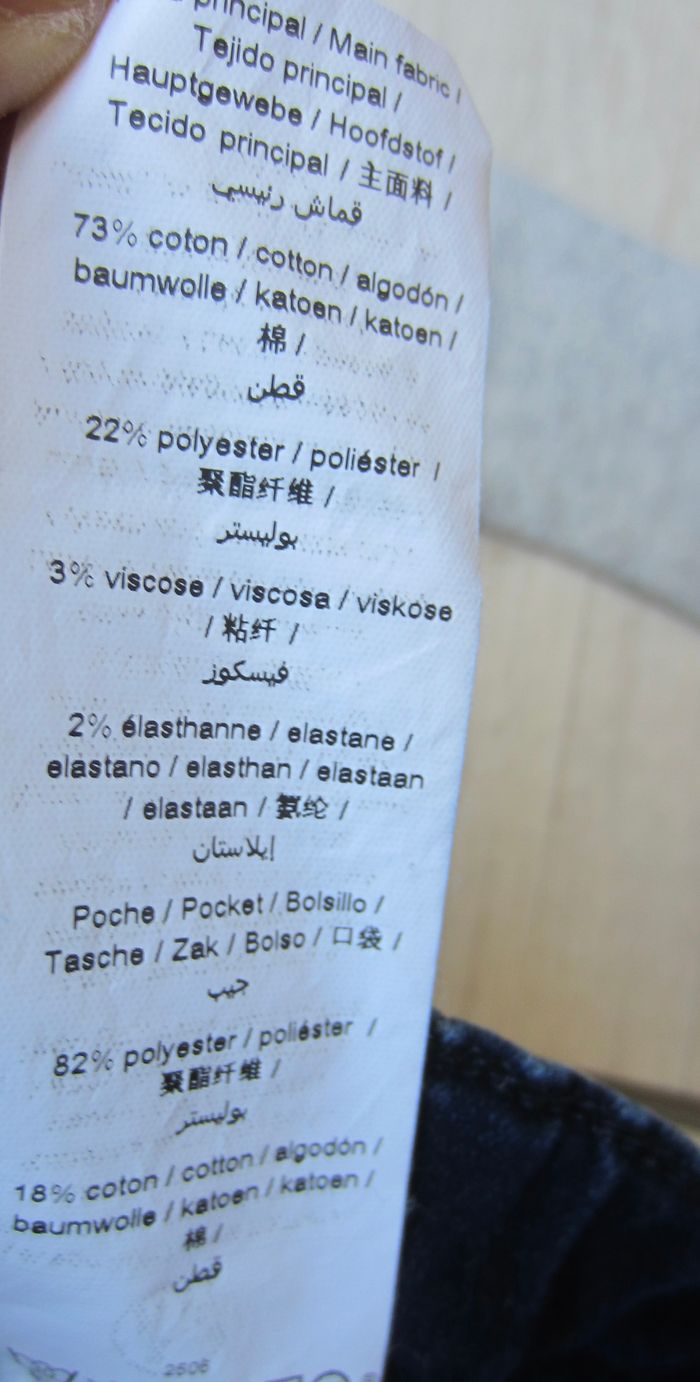 principal / Main fabric /
Tejido principal /
Hauptgewebe / Hoofdstof /
Tecido principal / 主面料 /
قماش رئيسي
73% coton / cotton / algodón /
baumwolle / katoen / katoen /
棉 /
قطن
22% polyester / poliéster /
聚酯纤维 /
بوليستر
3% viscose / viscosa / viskose
/ 粘纤 /
فيسكوز
2% élasthanne / elastane /
elastano / elasthan / elastaan
/ elastaan / 氨纶 /
إيلاستان
Poche / Pocket / Bolsillo /
Tasche / Zak / Bolso / 口袋 /
جيب
82% polyester / poliéster /
聚酯纤维 /
بوليستر
18% coton / cotton / algodón /
baumwolle / katoen / katoen /
棉 /
قطن
2606